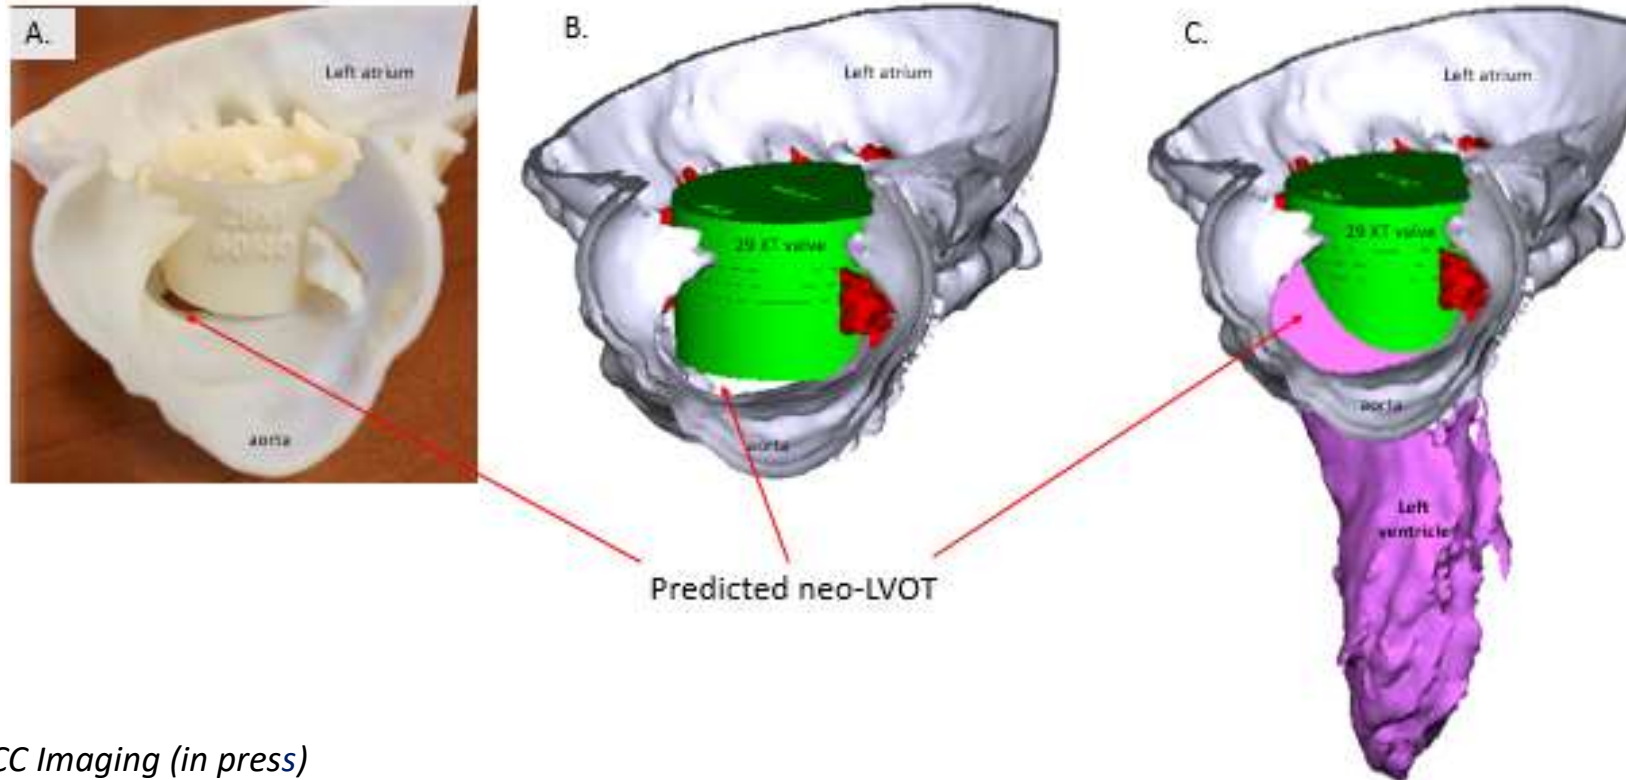 A.
Left atrium
aorta
B.
Left atrium
29 XT valve
aorta
C.
Left atrium
29 XT valve
aorta
Left
ventricle
Predicted neo-LVOT
CC Imaging (in press)